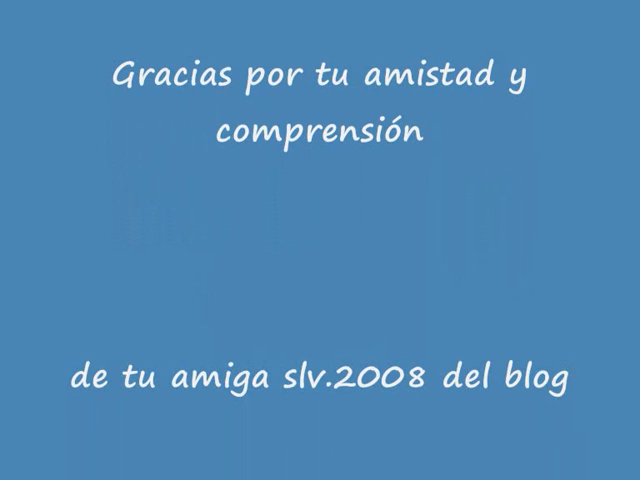 Gracias por tu amistad y
comprensión
de tu amiga slv.2008 del blog